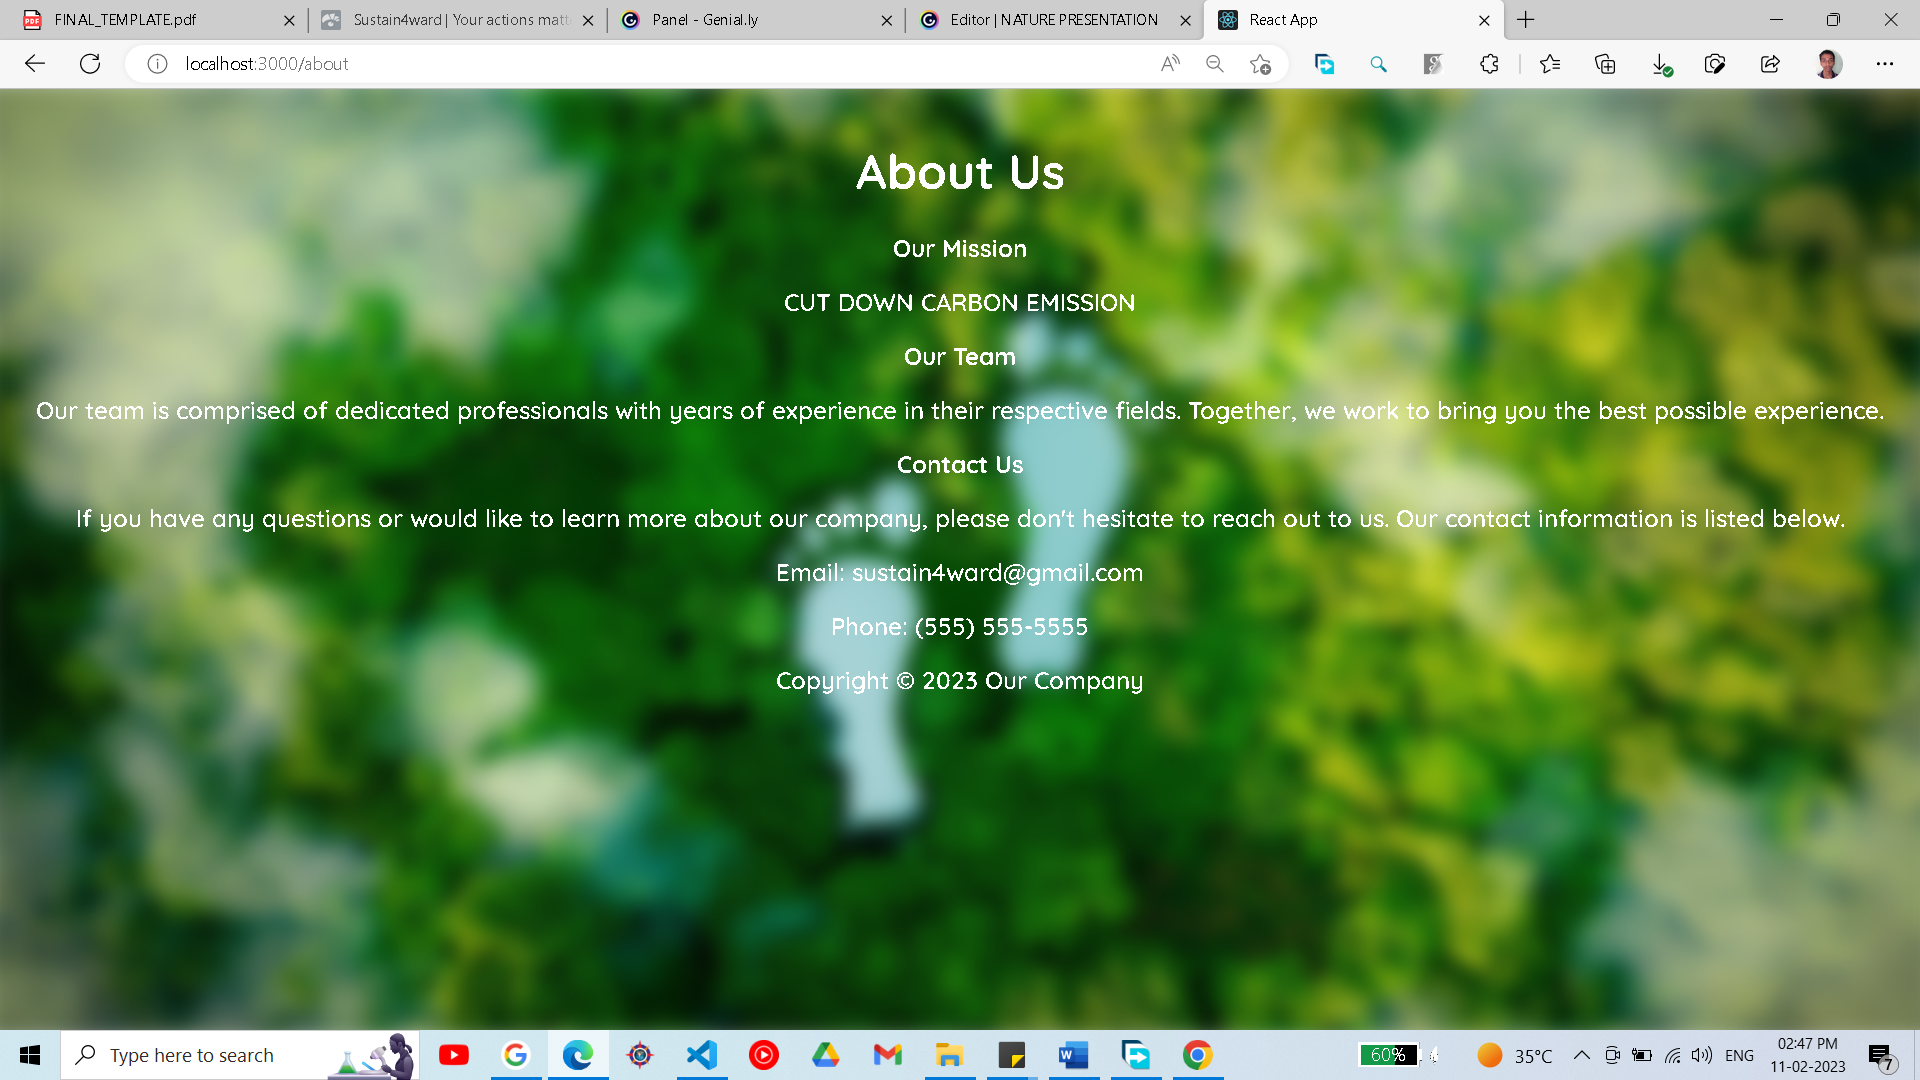 FINAL_TEMPLATE.pdf
Sustain4ward | Your actions matt
Panel - Genial.ly
Editor | NATURE PRESENTATION
React App
localhost:3000/about
About Us
Our Mission
CUT DOWN CARBON EMISSION
Our Team
Our team is comprised of dedicated professionals with years of experience in their respective fields. Together, we work to bring you the best possible experience.
Contact Us
If you have any questions or would like to learn more about our company, please don't hesitate to reach out to us. Our contact information is listed below.
Email: sustain4ward@gmail.com
Phone: (555) 555-5555
Copyright © 2023 Our Company
Type here to search
60%
35°C
ENG
02:47 PM
11-02-2023
7